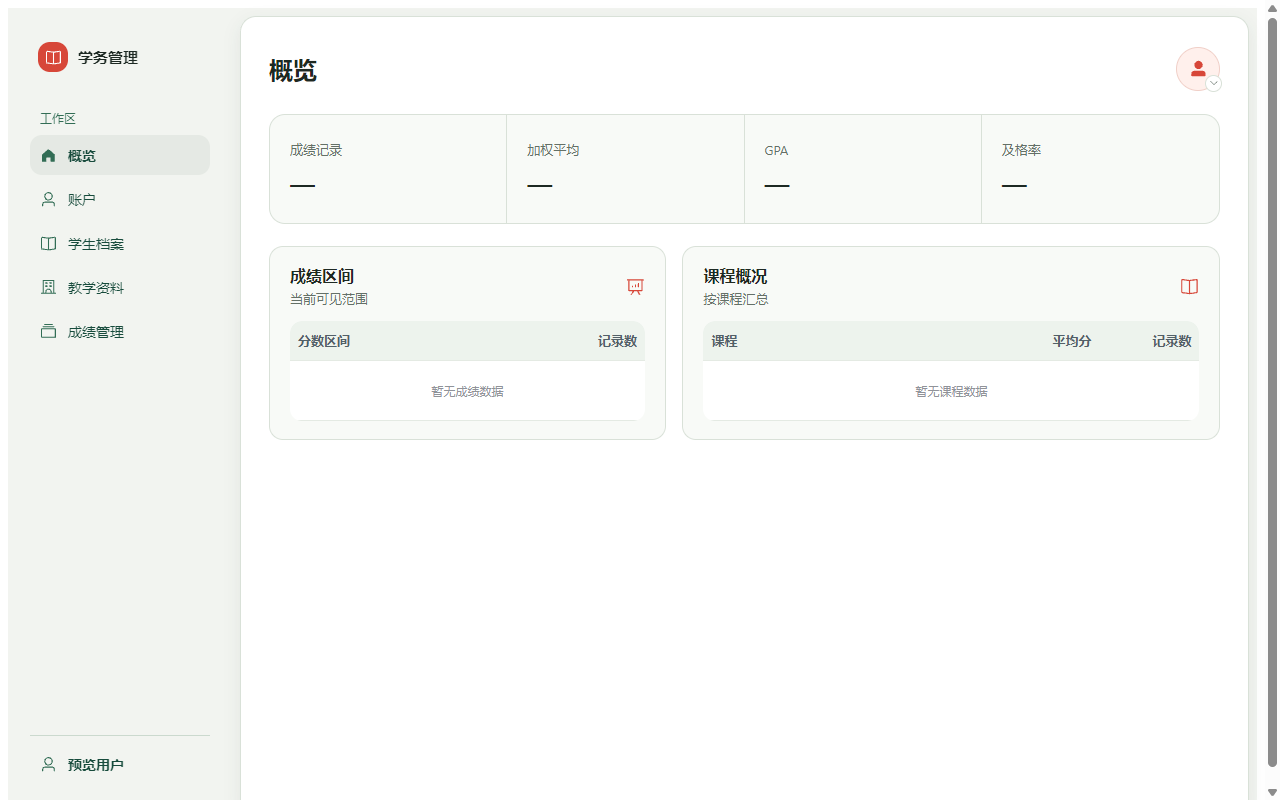 学务管理
工作区
概览
账户
学生档案
教学资料
成绩管理
预览用户
概览
成绩记录
—
加权平均
—
GPA
—
及格率
—
成绩区间
当前可见范围
分数区间 记录数
暂无成绩数据
课程概况
按课程汇总
课程 平均分 记录数
暂无课程数据